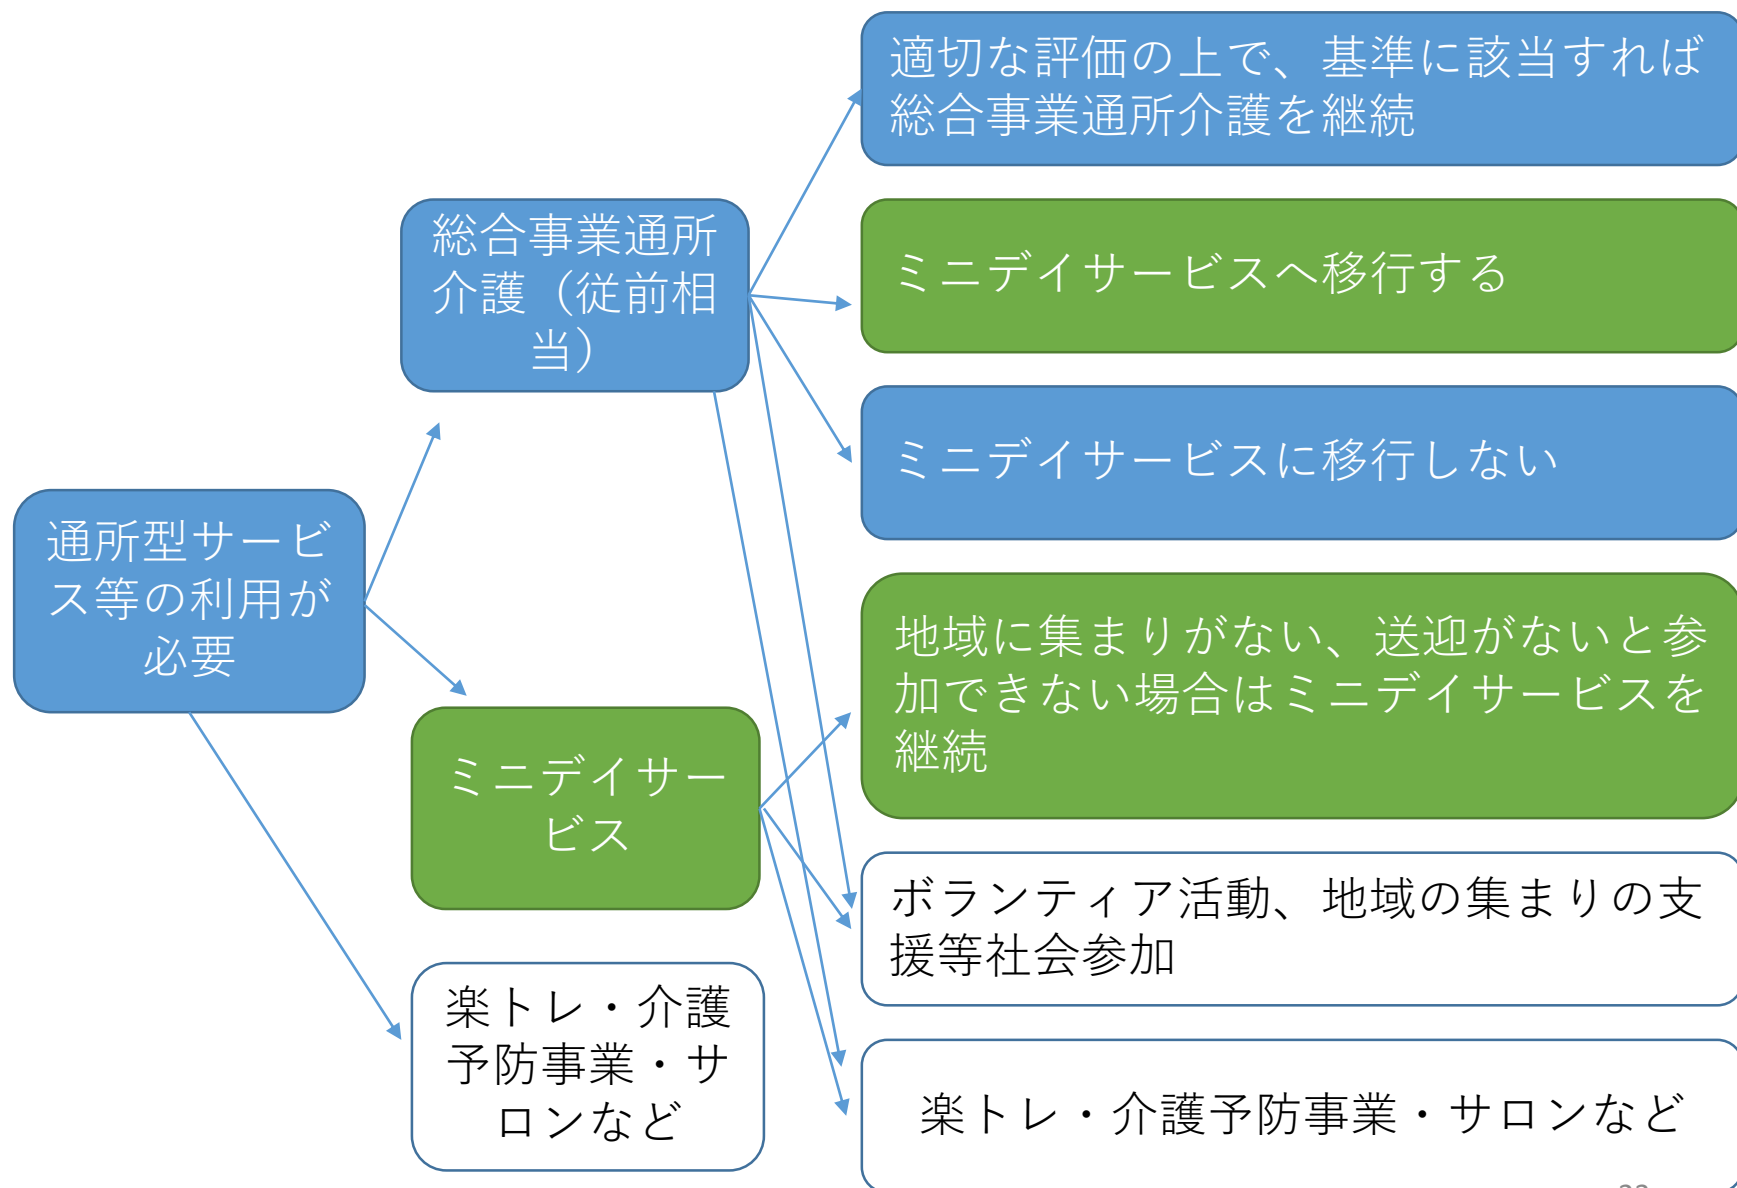 適切な評価の上で、基準に該当すれば
総合事業通所介護を継続
総合事業通所
介護（従前相
当）
ミニデイサービスへ移行する
ミニデイサービスに移行しない
通所型サービ
ス等の利用が
必要
地域に集まりがない、送迎がないと参
加できない場合はミニデイサービスを
継続
ミニデイサー
ビス
ボランティア活動、地域の集まりの支
援等社会参加
楽トレ・介護
予防事業・サ
ロンなど
楽トレ・介護予防事業・サロンなど